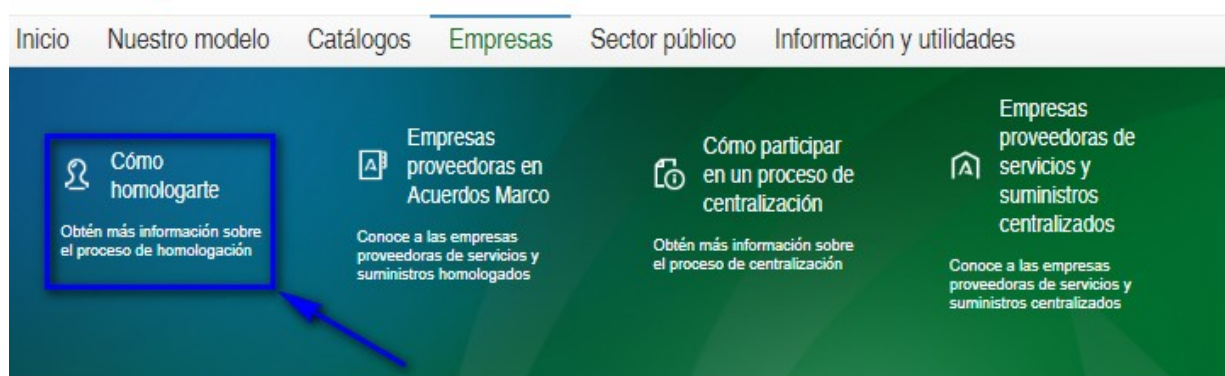 Inicio Nuestro modelo Catálogos Empresas Sector público Información y utilidades
Cómo
homologarte
Obtén más información sobre
el proceso de homologación
Empresas
proveedoras en
Acuerdos Marco
Conoce a las empresas
proveedoras de servicios y
suministros homologados
Cómo participar
en un proceso de
centralización
Obtén más información sobre
el proceso de centralización
Empresas
proveedoras de
servicios y
suministros
centralizados
Conoce a las empresas
proveedoras de servicios y
suministros centralizados